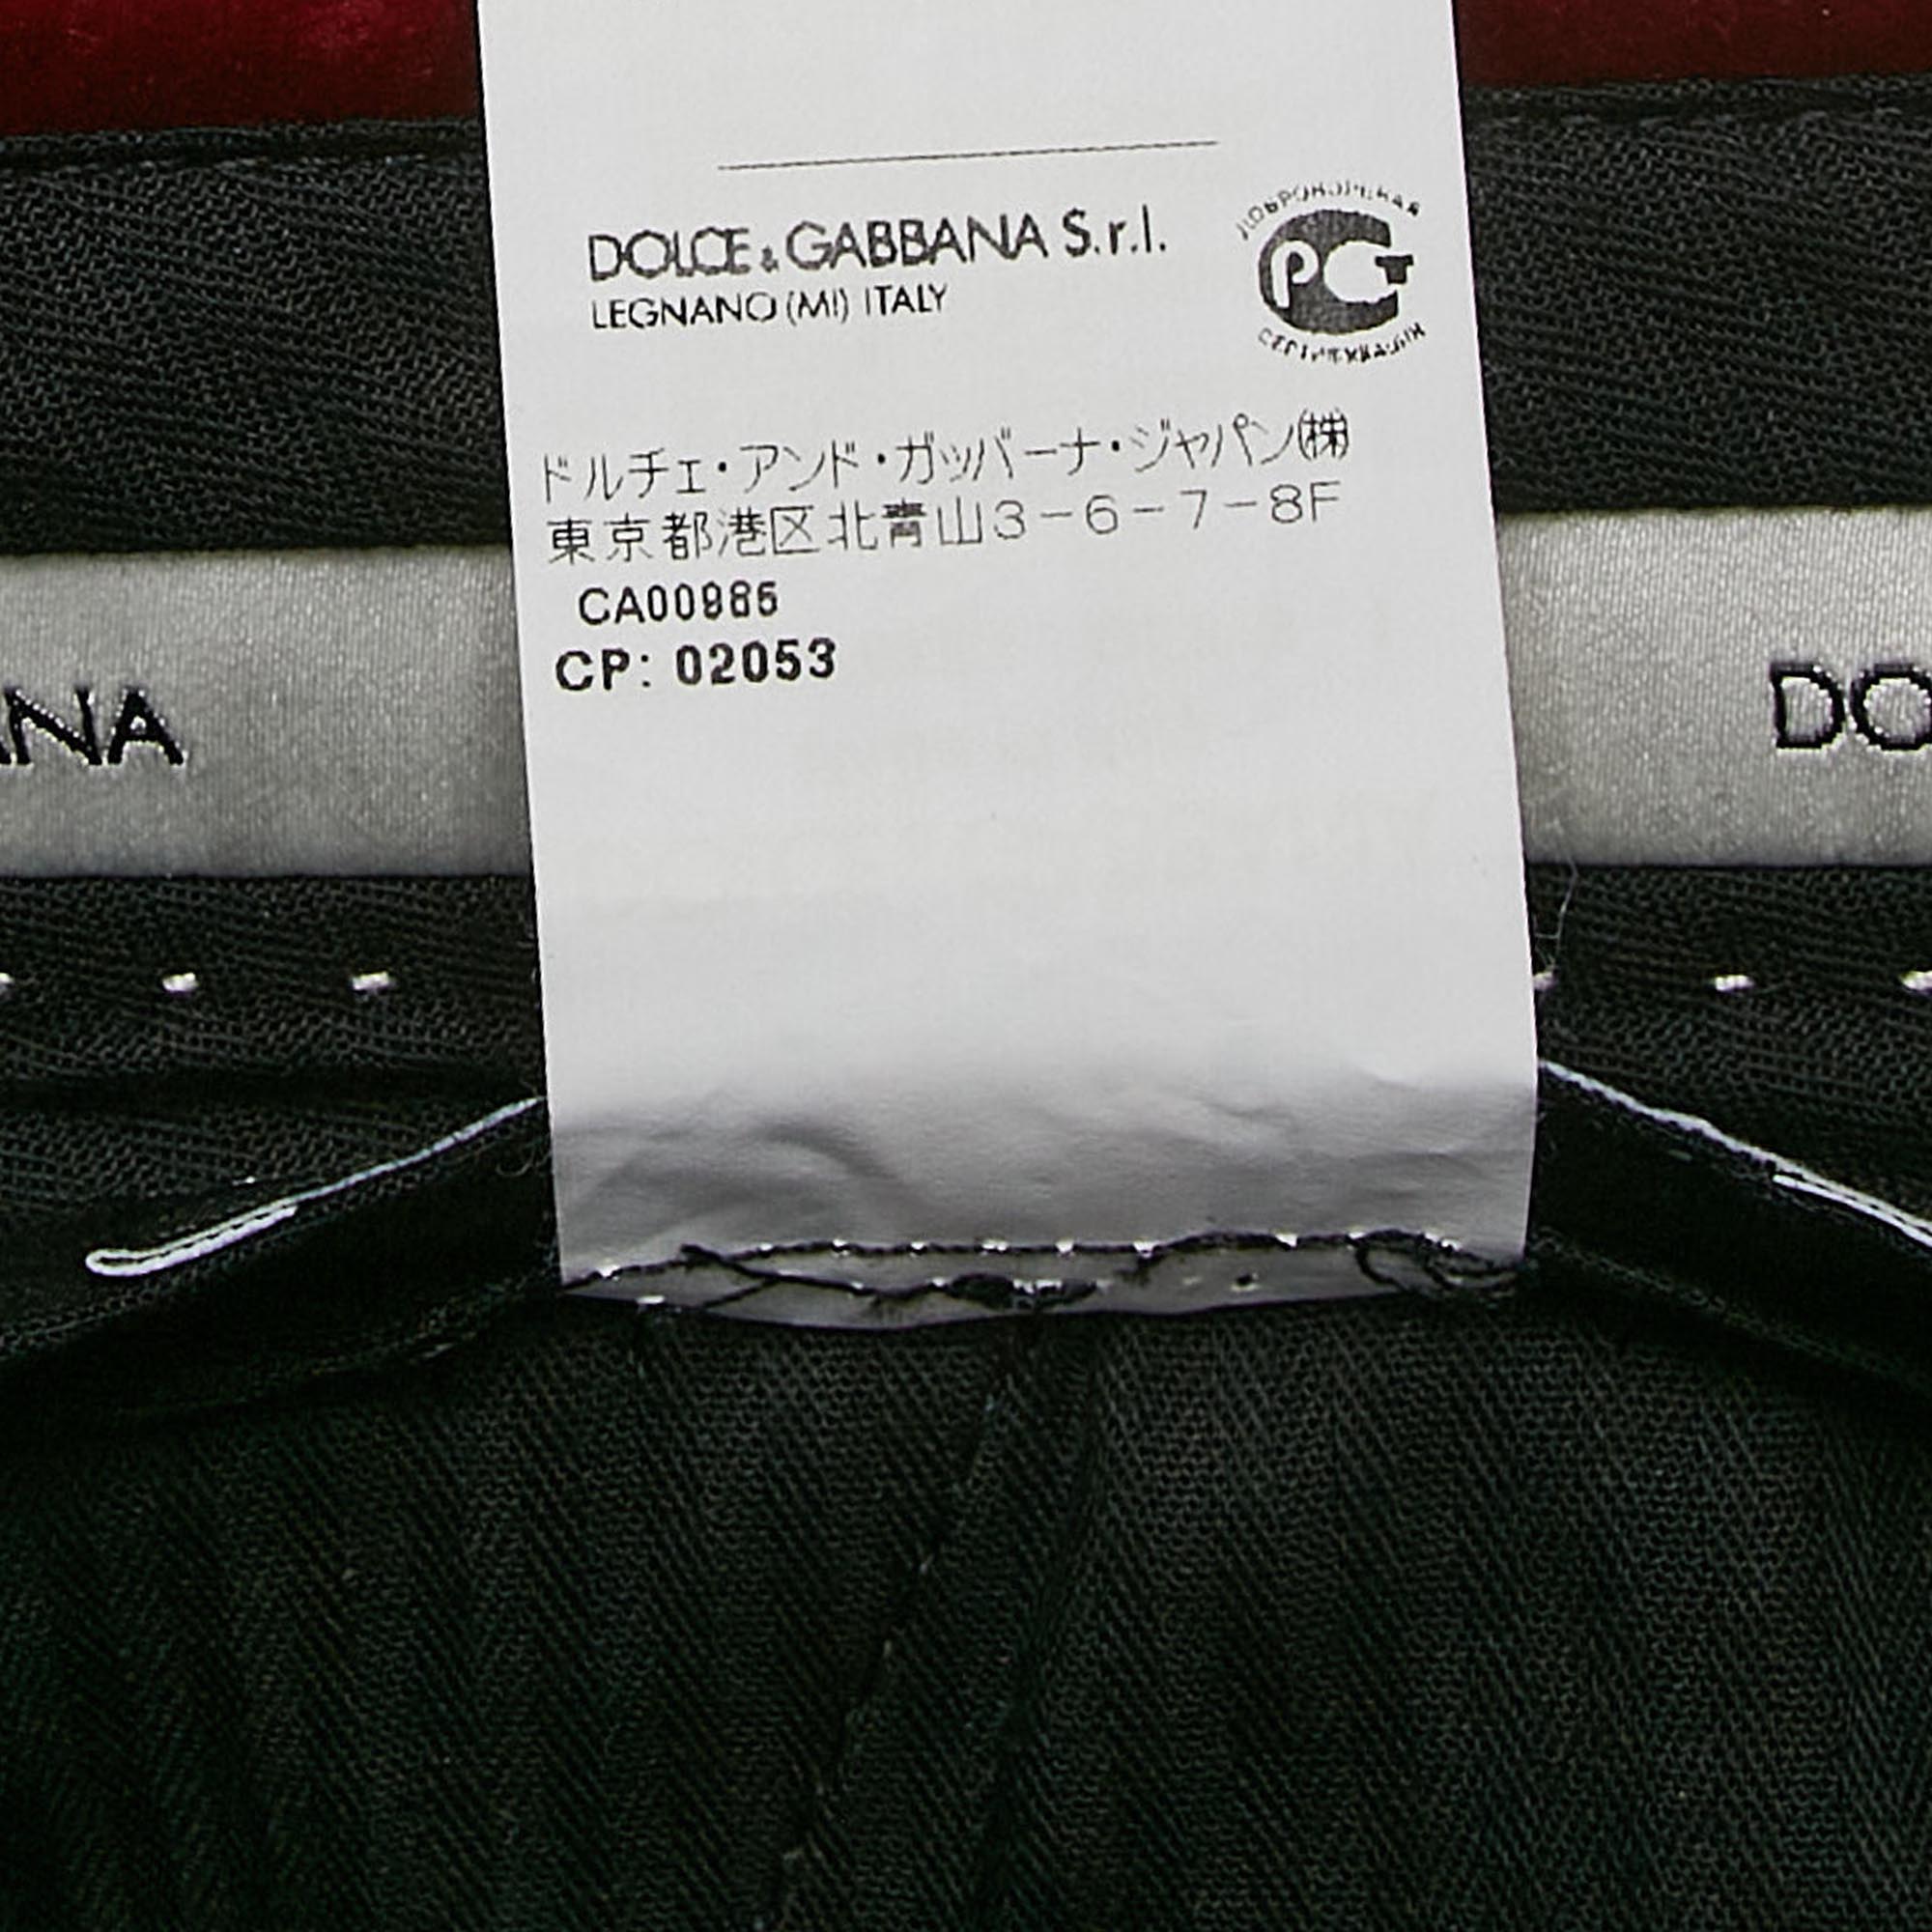 DOLCE & GABBANA S.r.l.
LEGNANO (MI) ITALY
PCT
ドルチェ・アンド・ガッバーナ・ジャパン㈱
東京都港区北青山3-6-7-8F
CA00985
CP: 02053
ANA
DO